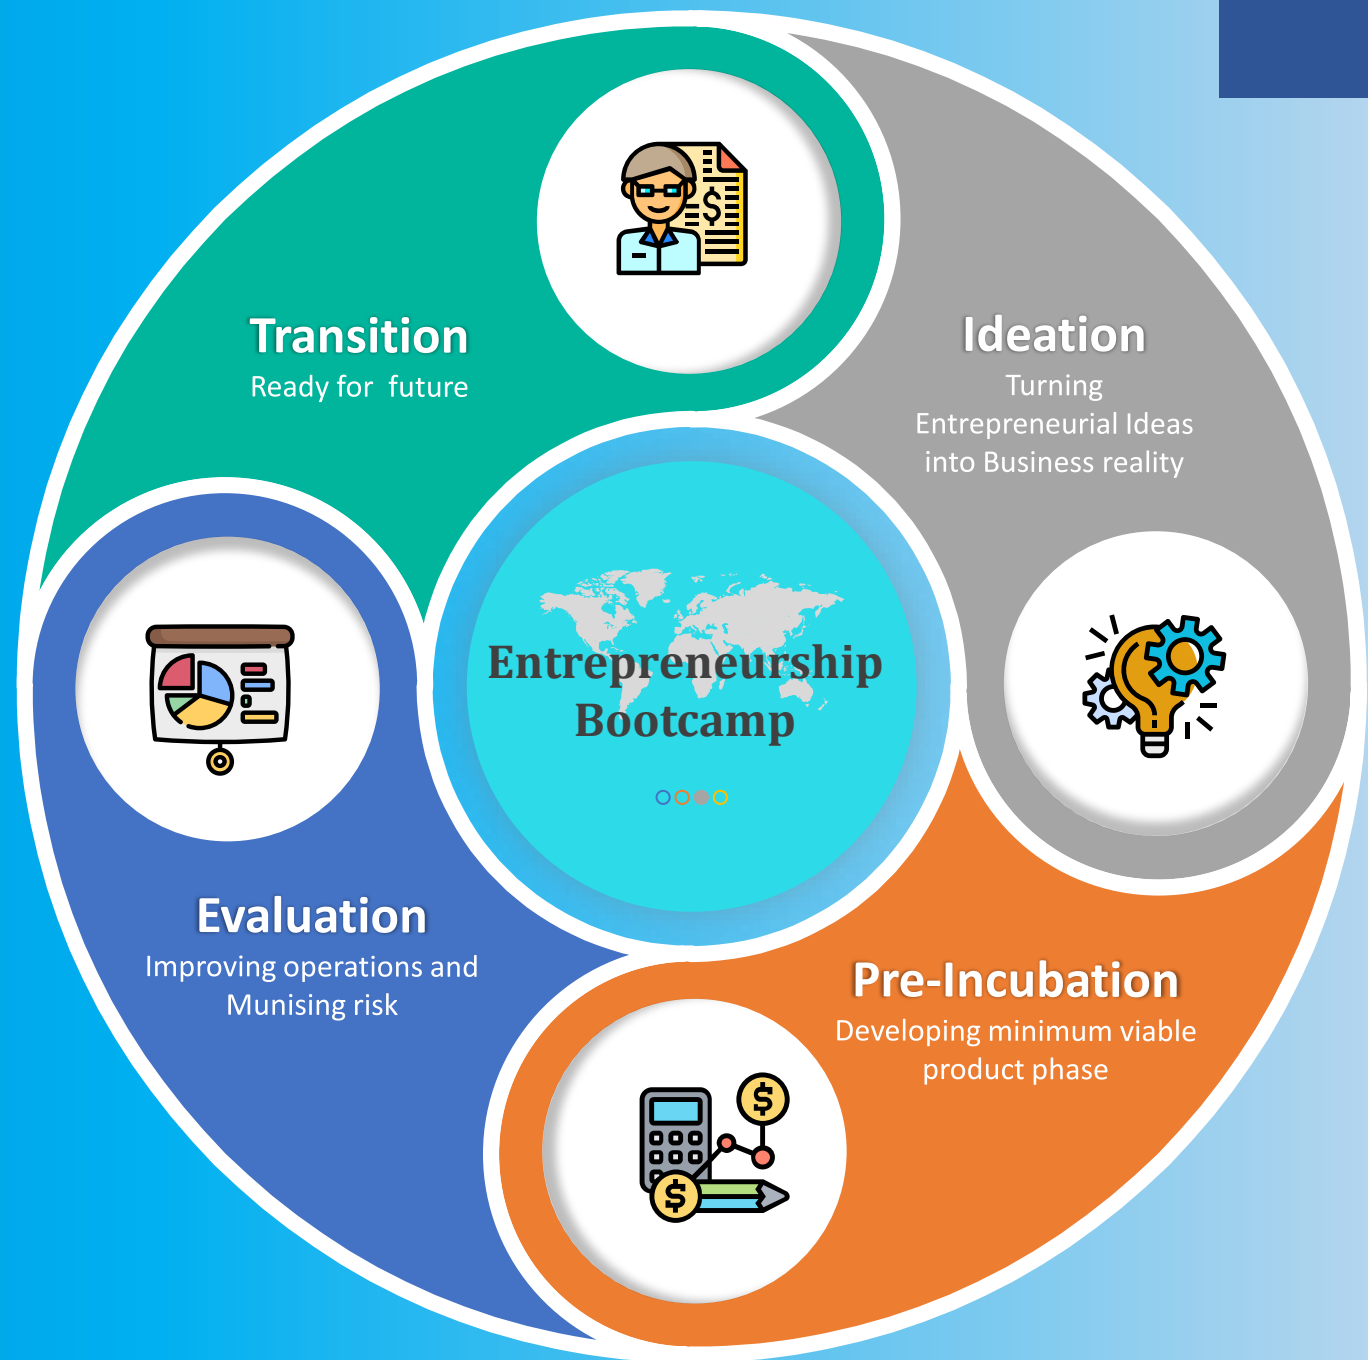 Transition
Ready for  future
Ideation
Turning
Entrepreneurial Ideas
into Business reality
Entrepreneurship
Bootcamp
Evaluation
Improving operations and
Munising risk
Pre-Incubation
Developing minimum viable
product phase
$
$
$